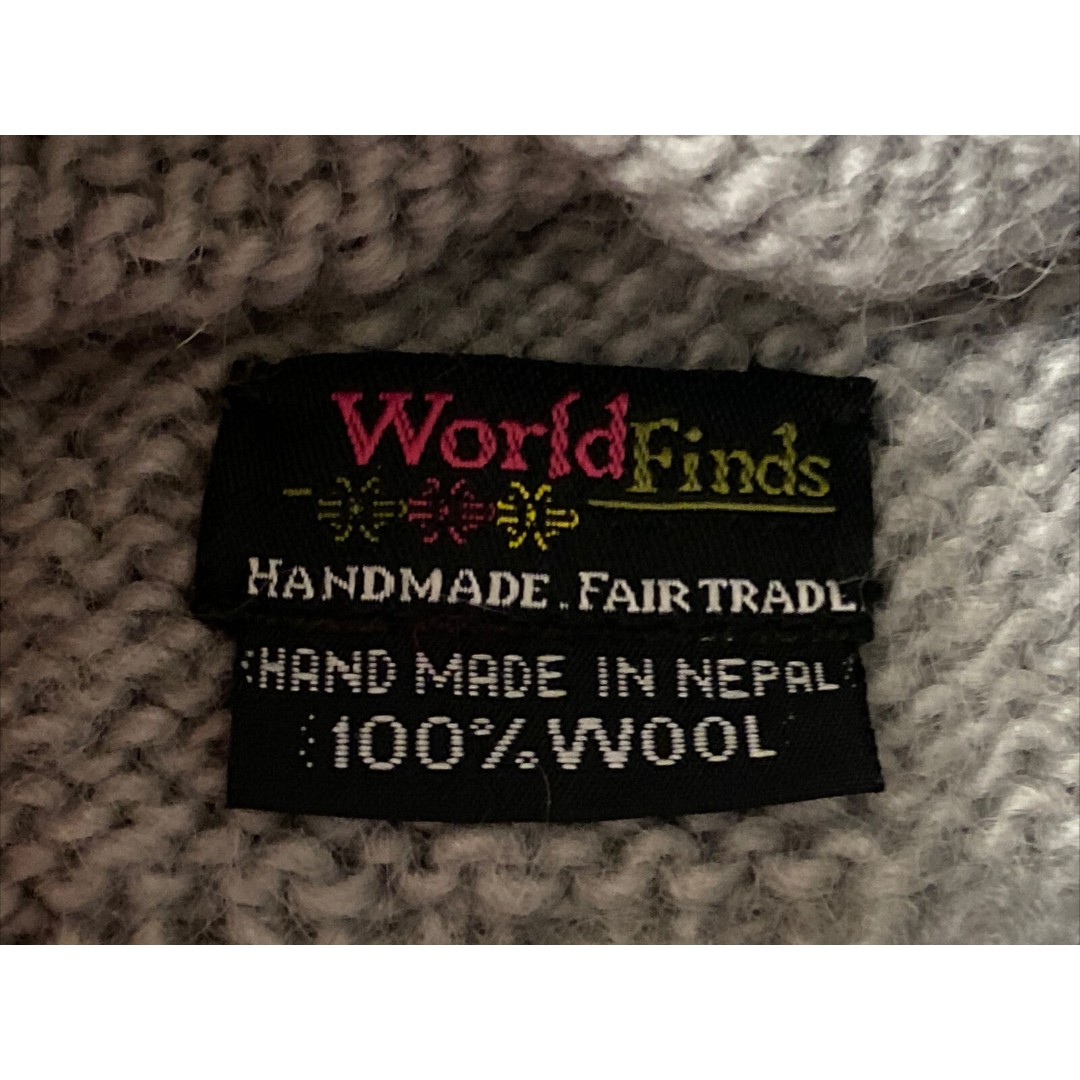 WorldFinds
HANDMADE. FAIR TRADE
HAND MADE IN NEPAL
100% WOOL